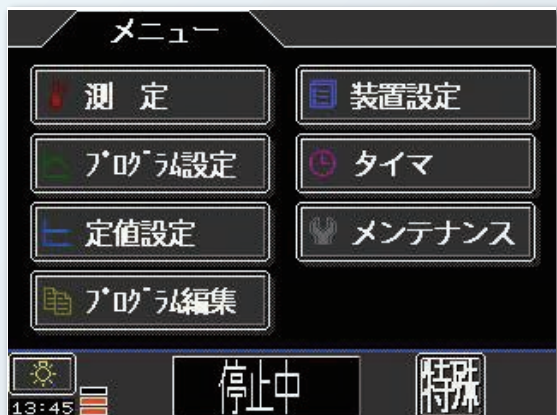 メニュー
測 定
装置設定
ﾌﾟﾛｸﾞﾗﾑ設定
タイマ
定値設定
メンテナンス
ﾌﾟﾛｸﾞﾗﾑ編集
停止中
特殊
13:45